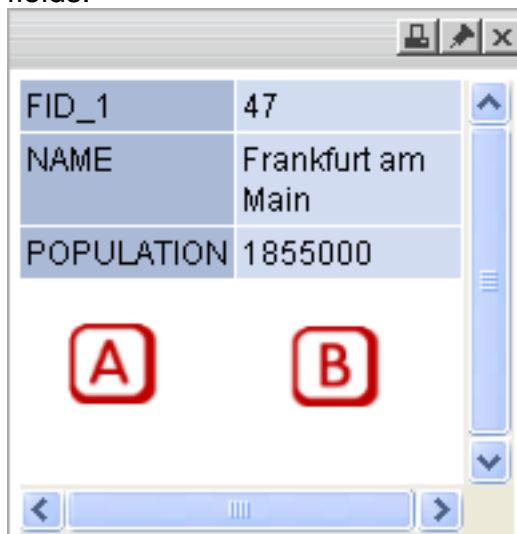 fields.
FID_1 47
NAME Frankfurt am
Main
POPULATION 1855000
A B